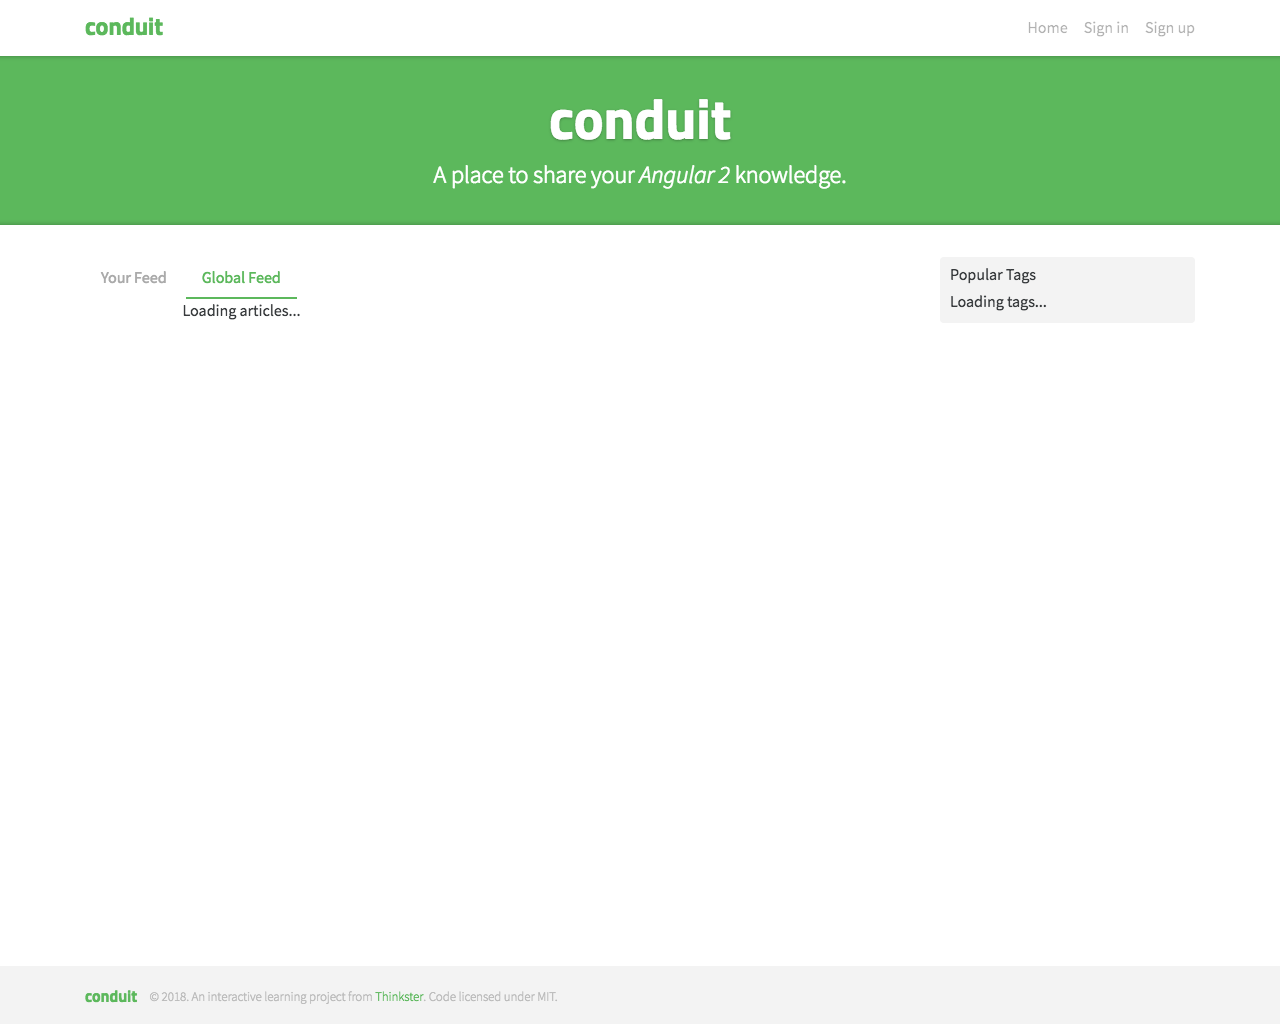 conduit
Home Sign in Sign up
conduit
A place to share your Angular 2 knowledge.
Your Feed Global Feed
Loading articles...
Popular Tags
Loading tags...
conduit © 2018. An interactive learning project from Thinkster. Code licensed under MIT.